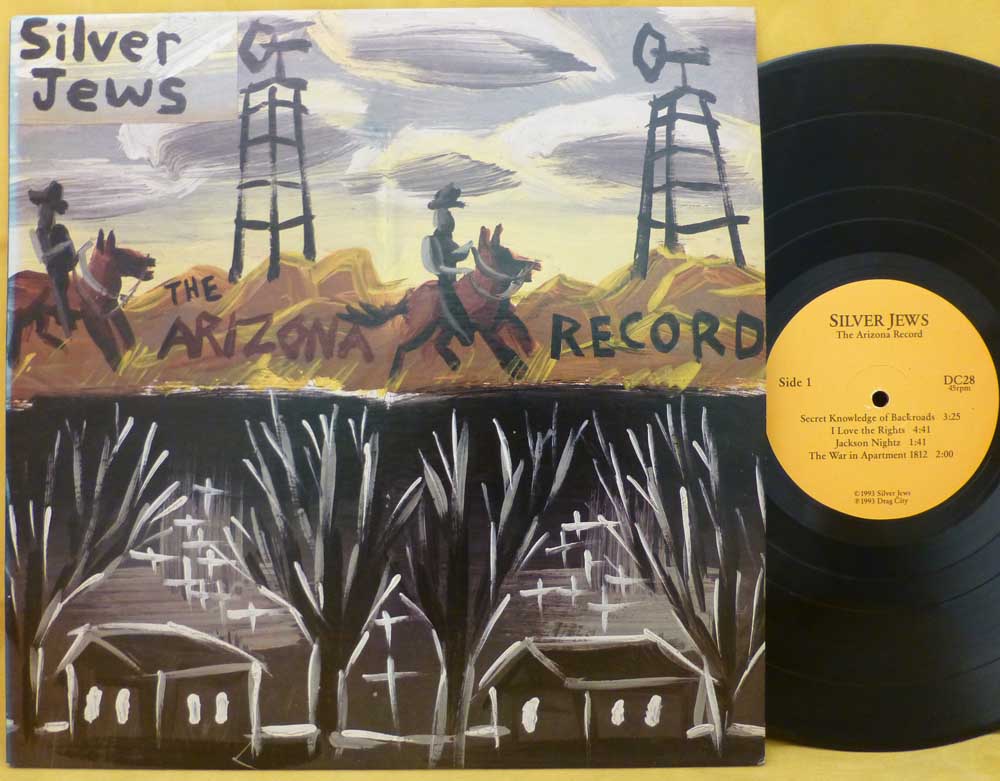 Silver
Jews
THE
ARIZONA
RECORD
SILVER JEWS
The Arizona Record
Side 1
DC28
45rpm
Secret Knowledge of Backroads 3:25
I Love the Rights 4:41
Jackson Nightz 1:41
The War in Apartment 1812 2:00
©1993 Silver Jews
℗1993 Drag City